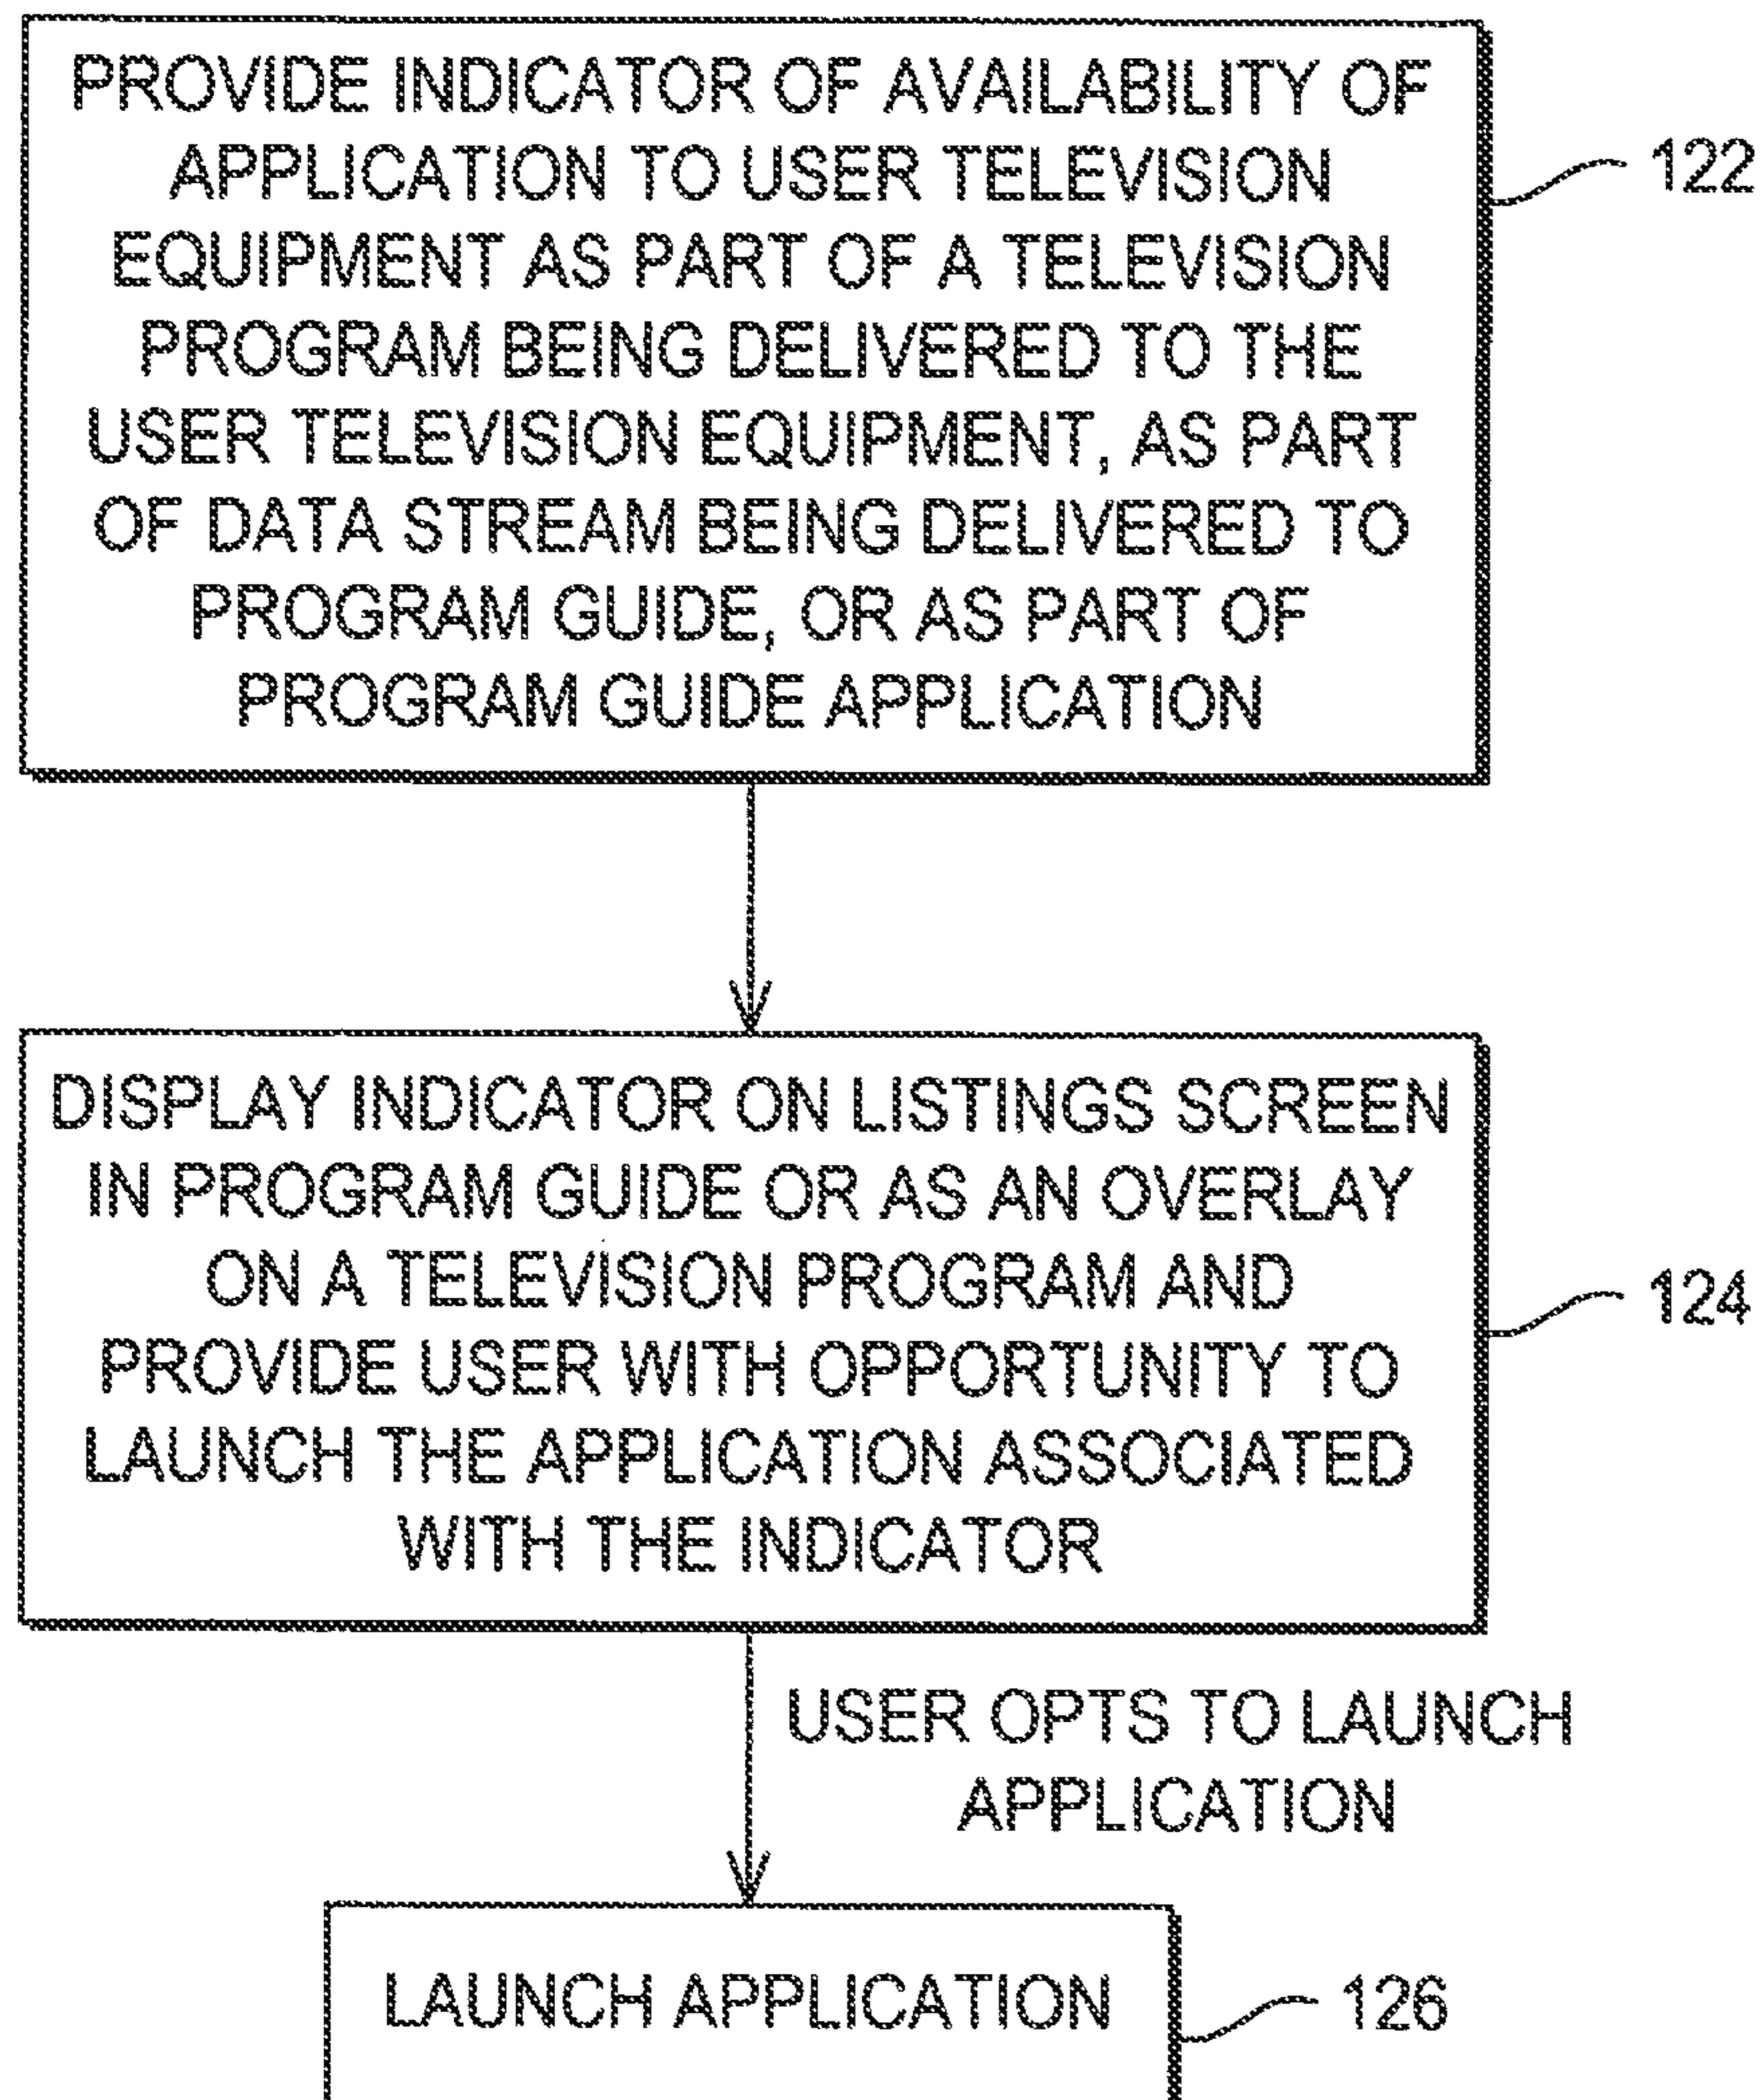 PROVIDE INDICATOR OF AVAILABILITY OF
APPLICATION TO USER TELEVISION
EQUIPMENT AS PART OF A TELEVISION
PROGRAM BEING DELIVERED TO THE
USER TELEVISION EQUIPMENT, AS PART
OF DATA STREAM BEING DELIVERED TO
PROGRAM GUIDE, OR AS PART OF
PROGRAM GUIDE APPLICATION
122
DISPLAY INDICATOR ON LISTINGS SCREEN
IN PROGRAM GUIDE OR AS AN OVERLAY
ON A TELEVISION PROGRAM AND
PROVIDE USER WITH OPPORTUNITY TO
LAUNCH THE APPLICATION ASSOCIATED
WITH THE INDICATOR
124
USER OPTS TO LAUNCH
APPLICATION
LAUNCH APPLICATION
126